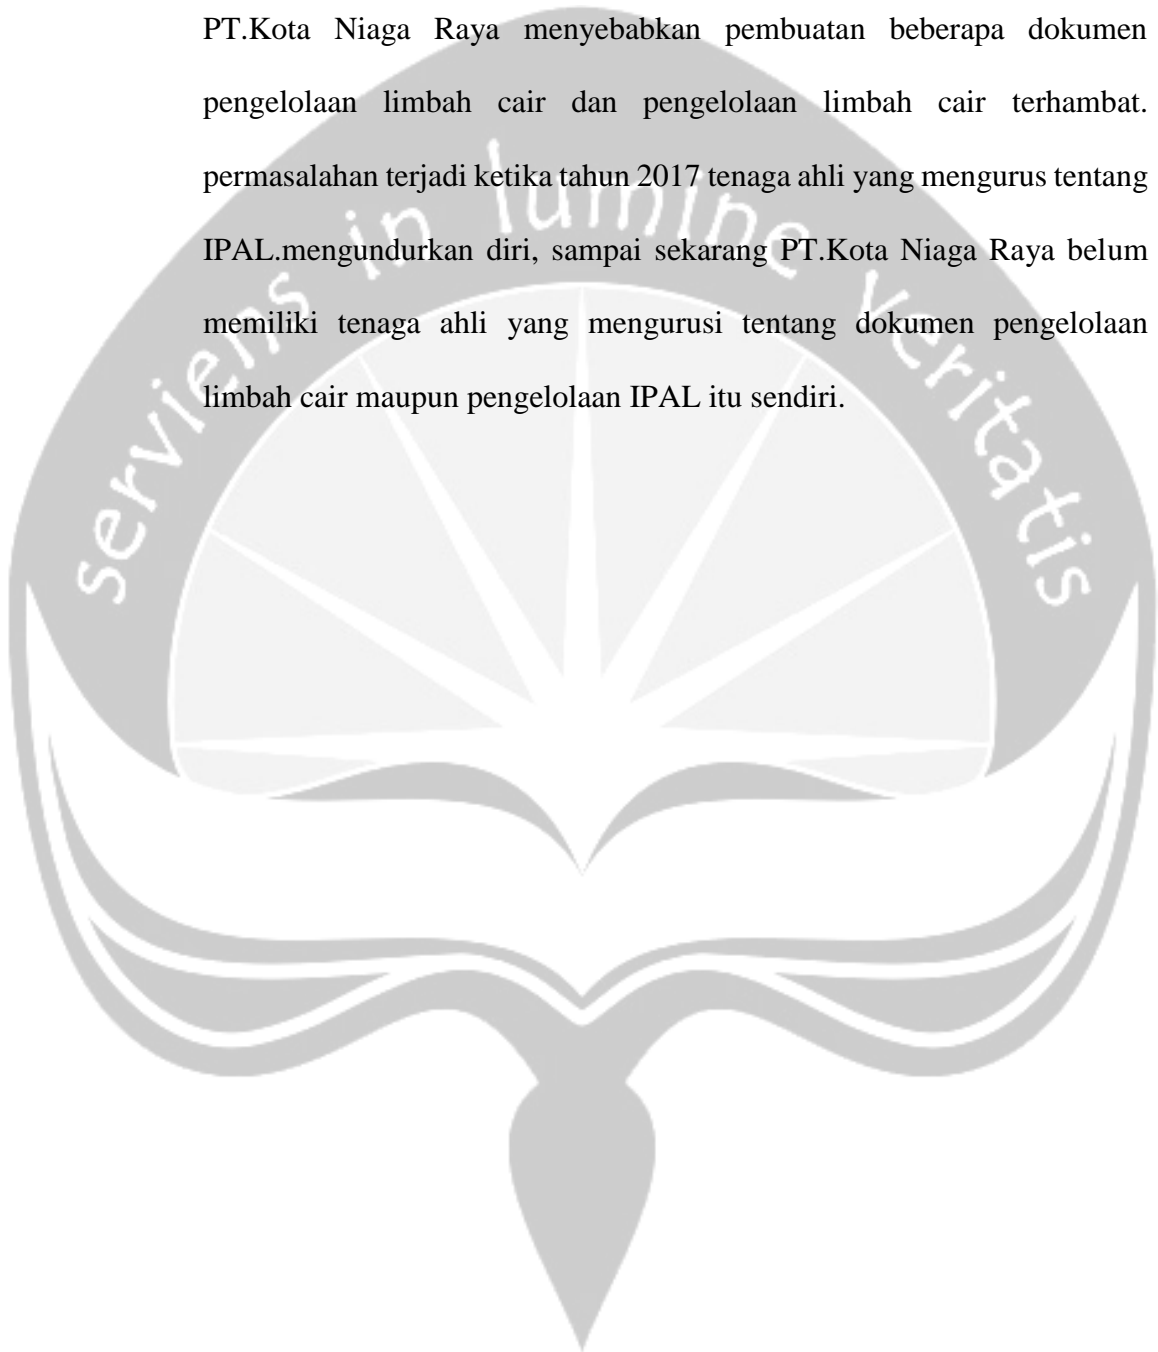 PT.Kota Niaga Raya menyebabkan pembuatan beberapa dokumen
pengelolaan limbah cair dan pengelolaan limbah cair terhambat.
permasalahan terjadi ketika tahun 2017 tenaga ahli yang mengurus tentang
IPAL.mengundurkan diri, sampai sekarang PT.Kota Niaga Raya belum
memiliki tenaga ahli yang mengurusi tentang dokumen pengelolaan
limbah cair maupun pengelolaan IPAL itu sendiri.
serviens in lumine veritatis